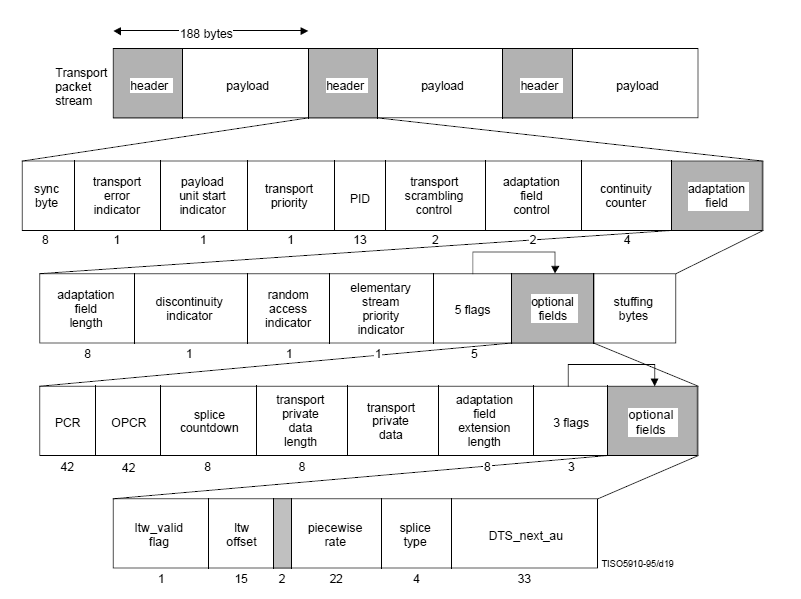 188 bytes
Transport
packet
stream
header
payload
header
payload
header
payload
sync
byte
transport
error
indicator
payload
unit start
indicator
transport
priority
PID
transport
scrambling
control
adaptation
field
control
continuity
counter
adaptation
field
8 1 1 1 13 2 2 4
adaptation
field
length
discontinuity
indicator
random
access
indicator
elementary
stream
priority
indicator
5 flags
optional
fields
stuffing
bytes
8 1 1 1 5
PCR
OPCR
splice
countdown
transport
private
data
length
transport
private
data
adaptation
field
extension
length
3 flags
optional
fields
42 42 8 8 8 3
ltw_valid
flag
ltw
offset
piecewise
rate
splice
type
DTS_next_au
1 15 2 22 4 33
TISO5910-95/d19